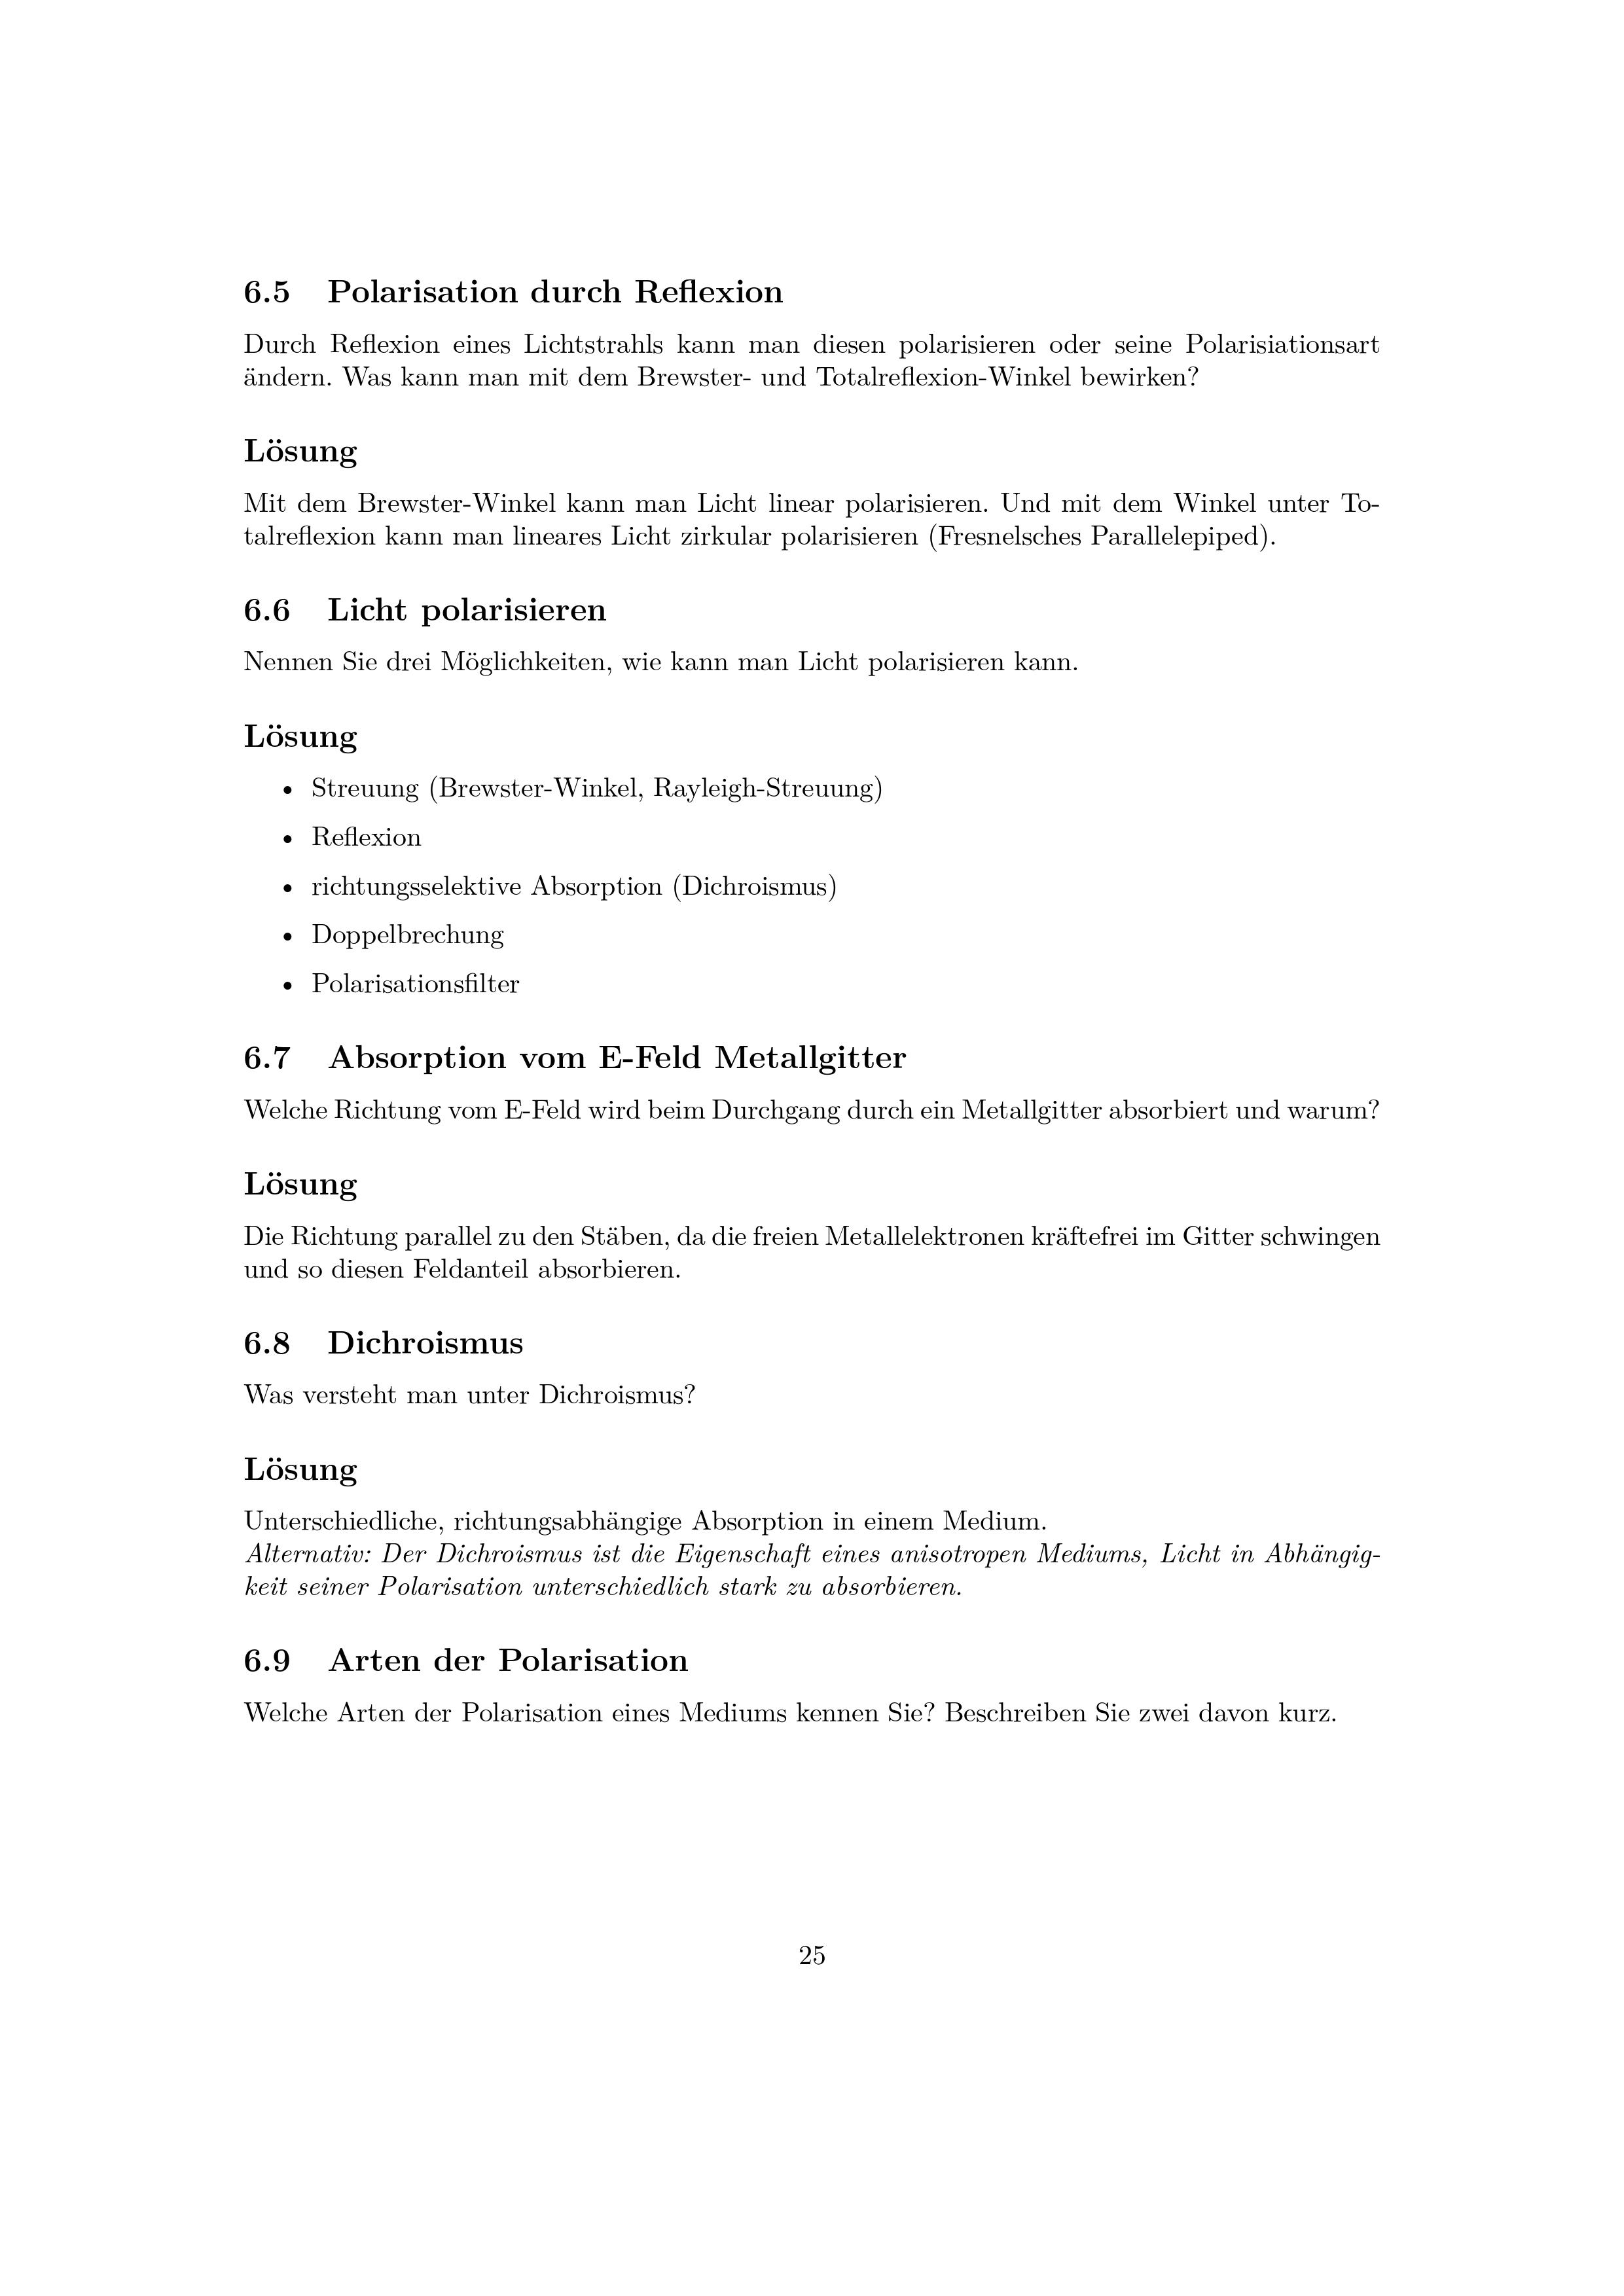 6.5 Polarisation durch Reflexion
Durch Reflexion eines Lichtstrahls kann man diesen polarisieren oder seine Polarisiationsart
ändern. Was kann man mit dem Brewster- und Totalreflexion-Winkel bewirken?
Lösung
Mit dem Brewster-Winkel kann man Licht linear polarisieren. Und mit dem Winkel unter To-
talreflexion kann man lineares Licht zirkular polarisieren (Fresnelsches Parallelepiped).
6.6 Licht polarisieren
Nennen Sie drei Möglichkeiten, wie kann man Licht polarisieren kann.
Lösung
• Streuung (Brewster-Winkel, Rayleigh-Streuung)
• Reflexion
• richtungsselektive Absorption (Dichroismus)
• Doppelbrechung
• Polarisationsfilter
6.7 Absorption vom E-Feld Metallgitter
Welche Richtung vom E-Feld wird beim Durchgang durch ein Metallgitter absorbiert und warum?
Lösung
Die Richtung parallel zu den Stäben, da die freien Metallelektronen kräftefrei im Gitter schwingen
und so diesen Feldanteil absorbieren.
6.8 Dichroismus
Was versteht man unter Dichroismus?
Lösung
Unterschiedliche, richtungsabhängige Absorption in einem Medium.
Alternativ: Der Dichroismus ist die Eigenschaft eines anisotropen Mediums, Licht in Abhängig-
keit seiner Polarisation unterschiedlich stark zu absorbieren.
6.9 Arten der Polarisation
Welche Arten der Polarisation eines Mediums kennen Sie? Beschreiben Sie zwei davon kurz.
25